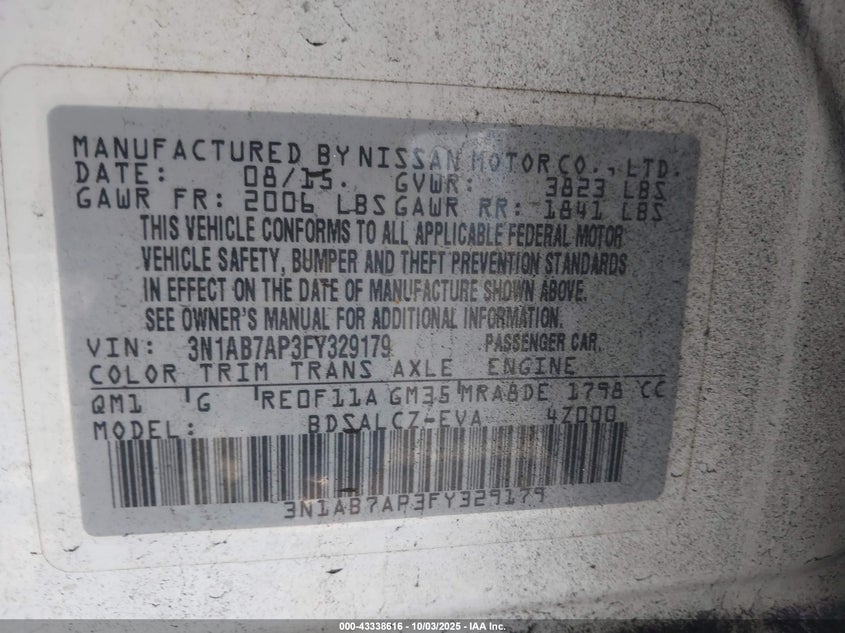 MANUFACTURED BY NISSAN MOTOR CO., LTD.
DATE: 08/15. GVWR: 3823 LBS
GAWR FR: 2006 LBS GAWR RR: 1841 LBS
THIS VEHICLE CONFORMS TO ALL APPLICABLE FEDERAL MOTOR
VEHICLE SAFETY, BUMPER AND THEFT PREVENTION STANDARDS
IN EFFECT ON THE DATE OF MANUFACTURE SHOWN ABOVE.
SEE OWNER'S MANUAL FOR ADDITIONAL INFORMATION.
VIN: 3N1AB7AP3FY329179 PASSENGER CAR.
COLOR TRIM TRANS AXLE ENGINE
QM1 G RE0F11A GM35 MRA8DE 1798 CC
MODEL: BDSALCZ-EVA 4Z000
3N1AB7AP3FY329179
000-43338616 - 10/03/2025 - IAA Inc.